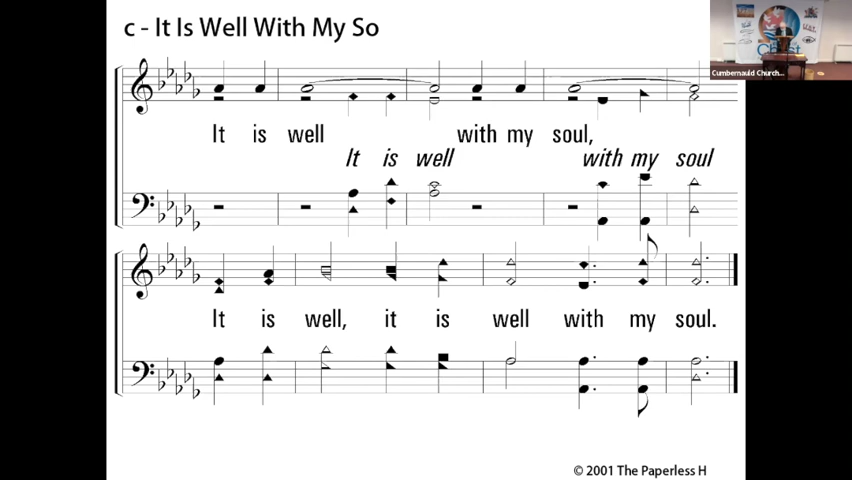 c - It Is Well With My So
Cumbernauld Church...
It is well with my soul,
It is well with my soul
It is well, it is well with my soul.
© 2001 The Paperless H